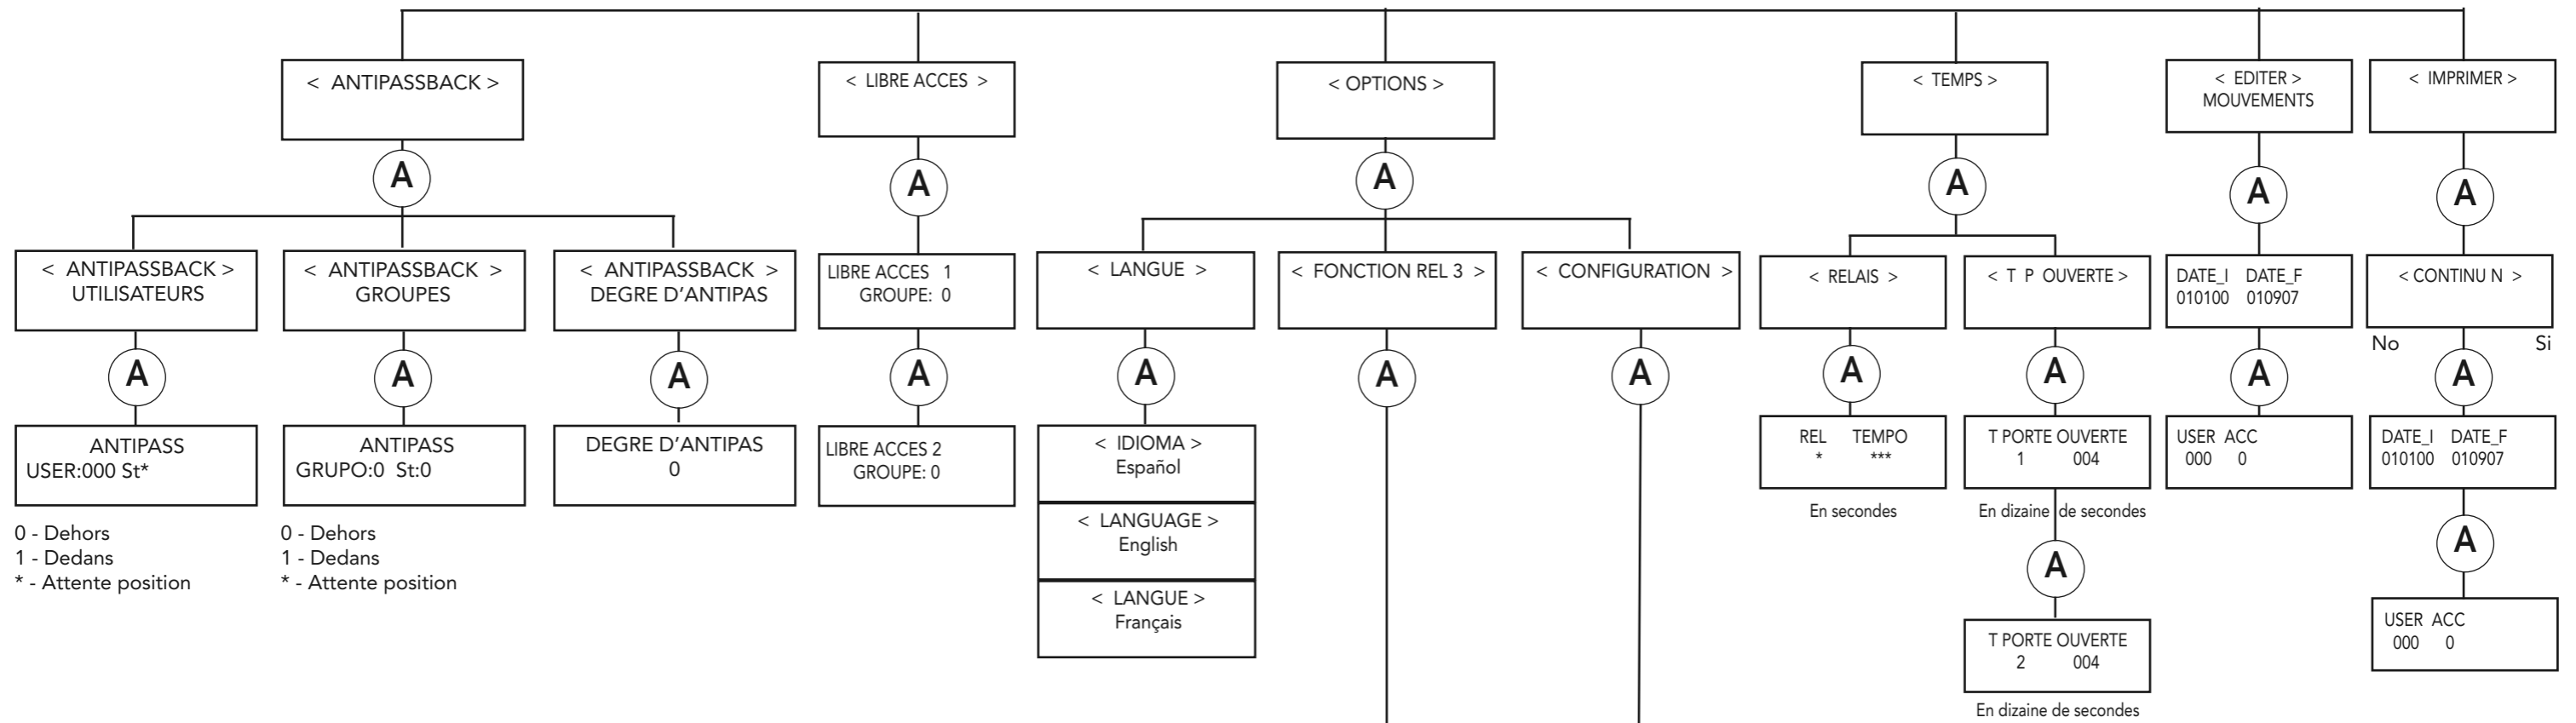 < ANTIPASSBACK >
< LIBRE ACCES >
< OPTIONS >
< TEMPS >
< EDITER >
MOUVEMENTS
< IMPRIMER >
A
A
A
A
A
A
< ANTIPASSBACK >
UTILISATEURS
< ANTIPASSBACK >
GROUPES
< ANTIPASSBACK >
DEGRE D'ANTIPAS
LIBRE ACCES 1
GROUPE: 0
< LANGUE >
< FONCTION REL 3 >
< CONFIGURATION >
< RELAIS >
< T P OUVERTE >
DATE_I DATE_F
010100 010907
< CONTINU N >
No
Si
A
A
A
A
A
A
A
A
A
A
A
ANTIPASS
USER:000 St*
ANTIPASS
GRUPO:0 St:0
DEGRE D'ANTIPAS
0
LIBRE ACCES 2
GROUPE: 0
< IDIOMA >
Español
< LANGUAGE >
English
< LANGUE >
Français
REL TEMPO
* ***
En secondes
T PORTE OUVERTE
1 004
En dizaine de secondes
USER ACC
000 0
DATE_I DATE_F
010100 010907
0 - Dehors
1 - Dedans
* - Attente position
0 - Dehors
1 - Dedans
* - Attente position
A
A
T PORTE OUVERTE
2 004
En dizaine de secondes
USER ACC
000 0